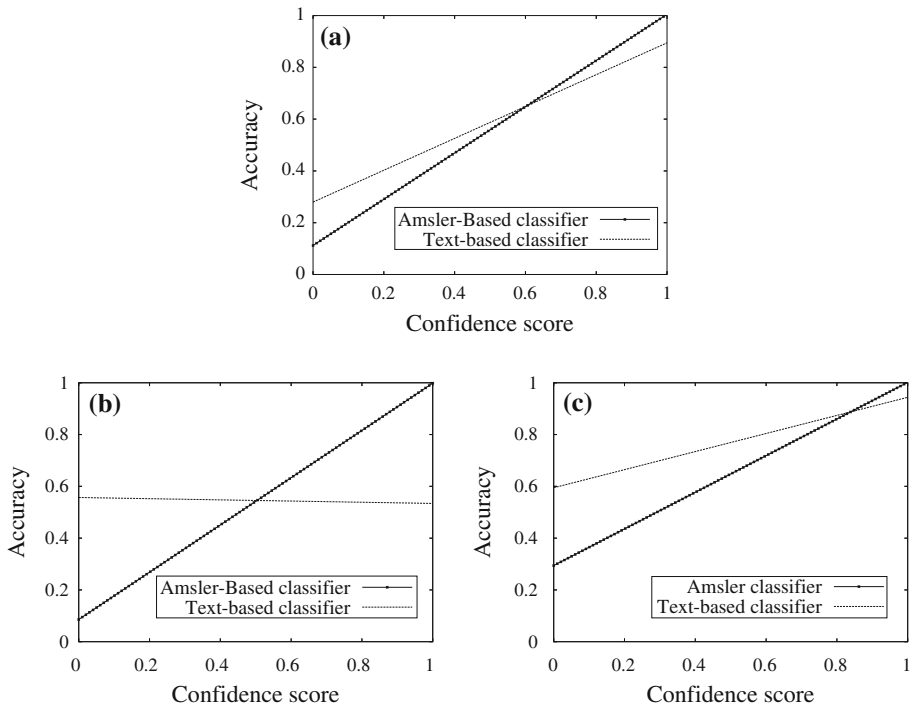 (a)
Accuracy
1
0.8
0.6
0.4
0.2
0
Amsler-Based classifier
Text-based classifier
0 0.2 0.4 0.6 0.8 1
Confidence score
(b)
Accuracy
1
0.8
0.6
0.4
0.2
0
Amsler-Based classifier
Text-based classifier
0 0.2 0.4 0.6 0.8 1
Confidence score
(c)
Accuracy
1
0.8
0.6
0.4
0.2
0
Amsler classifier
Text-based classifier
0 0.2 0.4 0.6 0.8 1
Confidence score